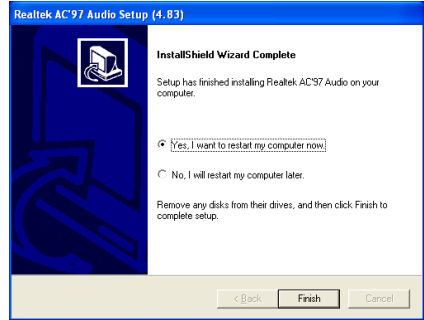 Realtek AC'97 Audio Setup (4.83)
InstallShield Wizard Complete
Setup has finished installing Realtek AC'97 Audio on your
computer.
Yes, I want to restart my computer now.
No, I will restart my computer later.
Remove any disks from their drives, and then click Finish to
complete setup.
< Back Finish Cancel